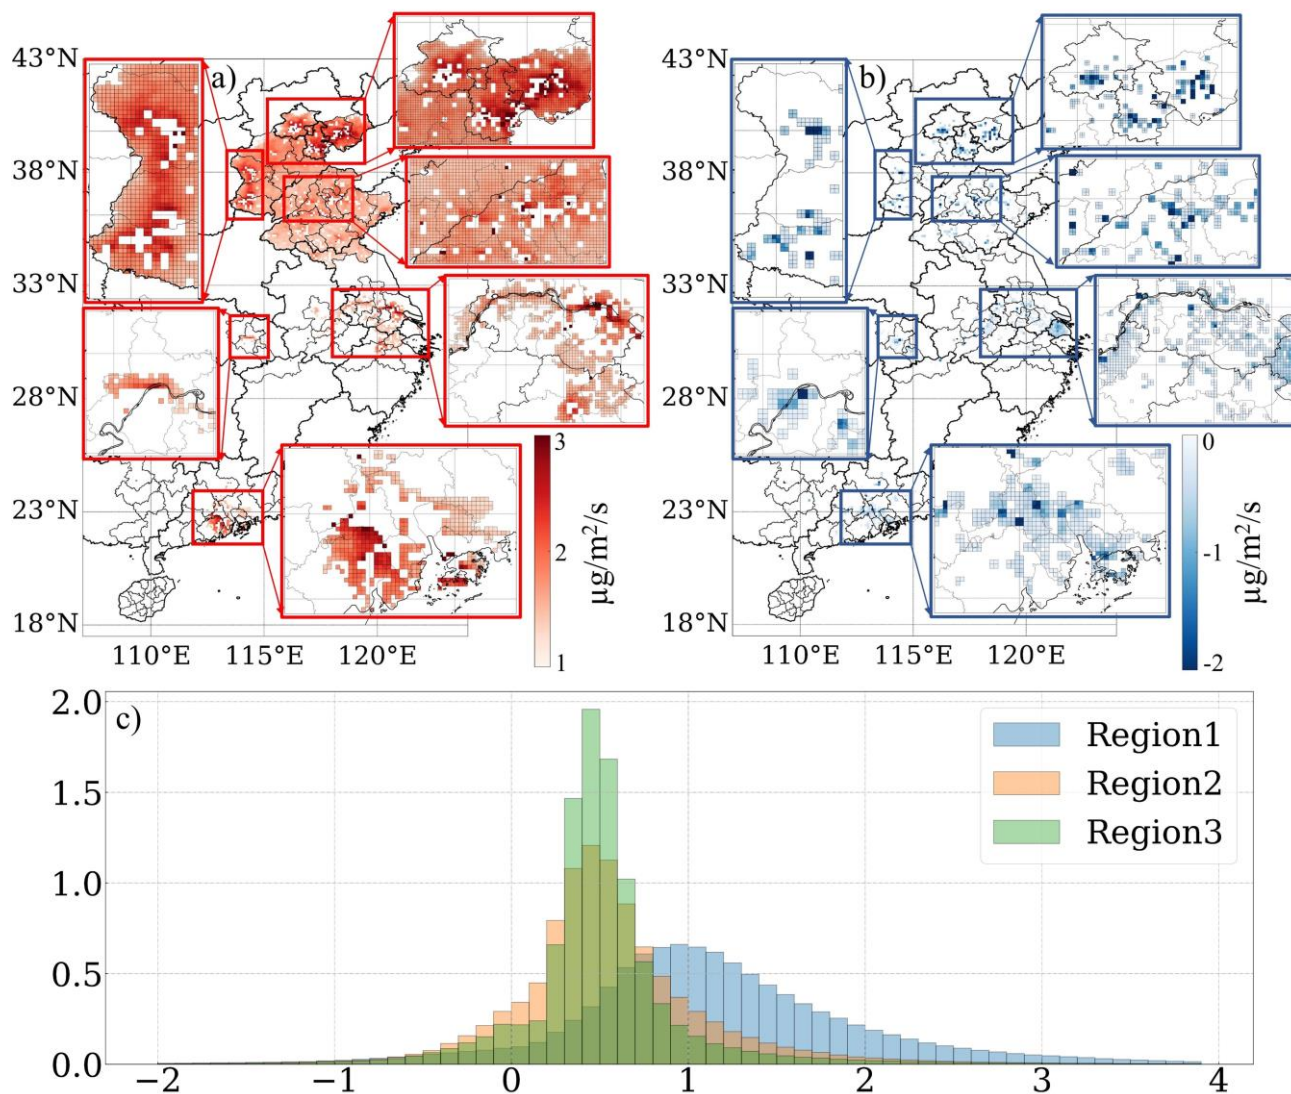 a)
43°N
38°N
33°N
28°N
23°N
18°N
110°E 115°E 120°E
3
2
1
μg/m²/s
b)
43°N
38°N
33°N
28°N
23°N
18°N
110°E 115°E 120°E
0
-1
-2
μg/m²/s
c)
2.0
1.5
1.0
0.5
0.0
−2 −1 0 1 2 3 4
Region1
Region2
Region3